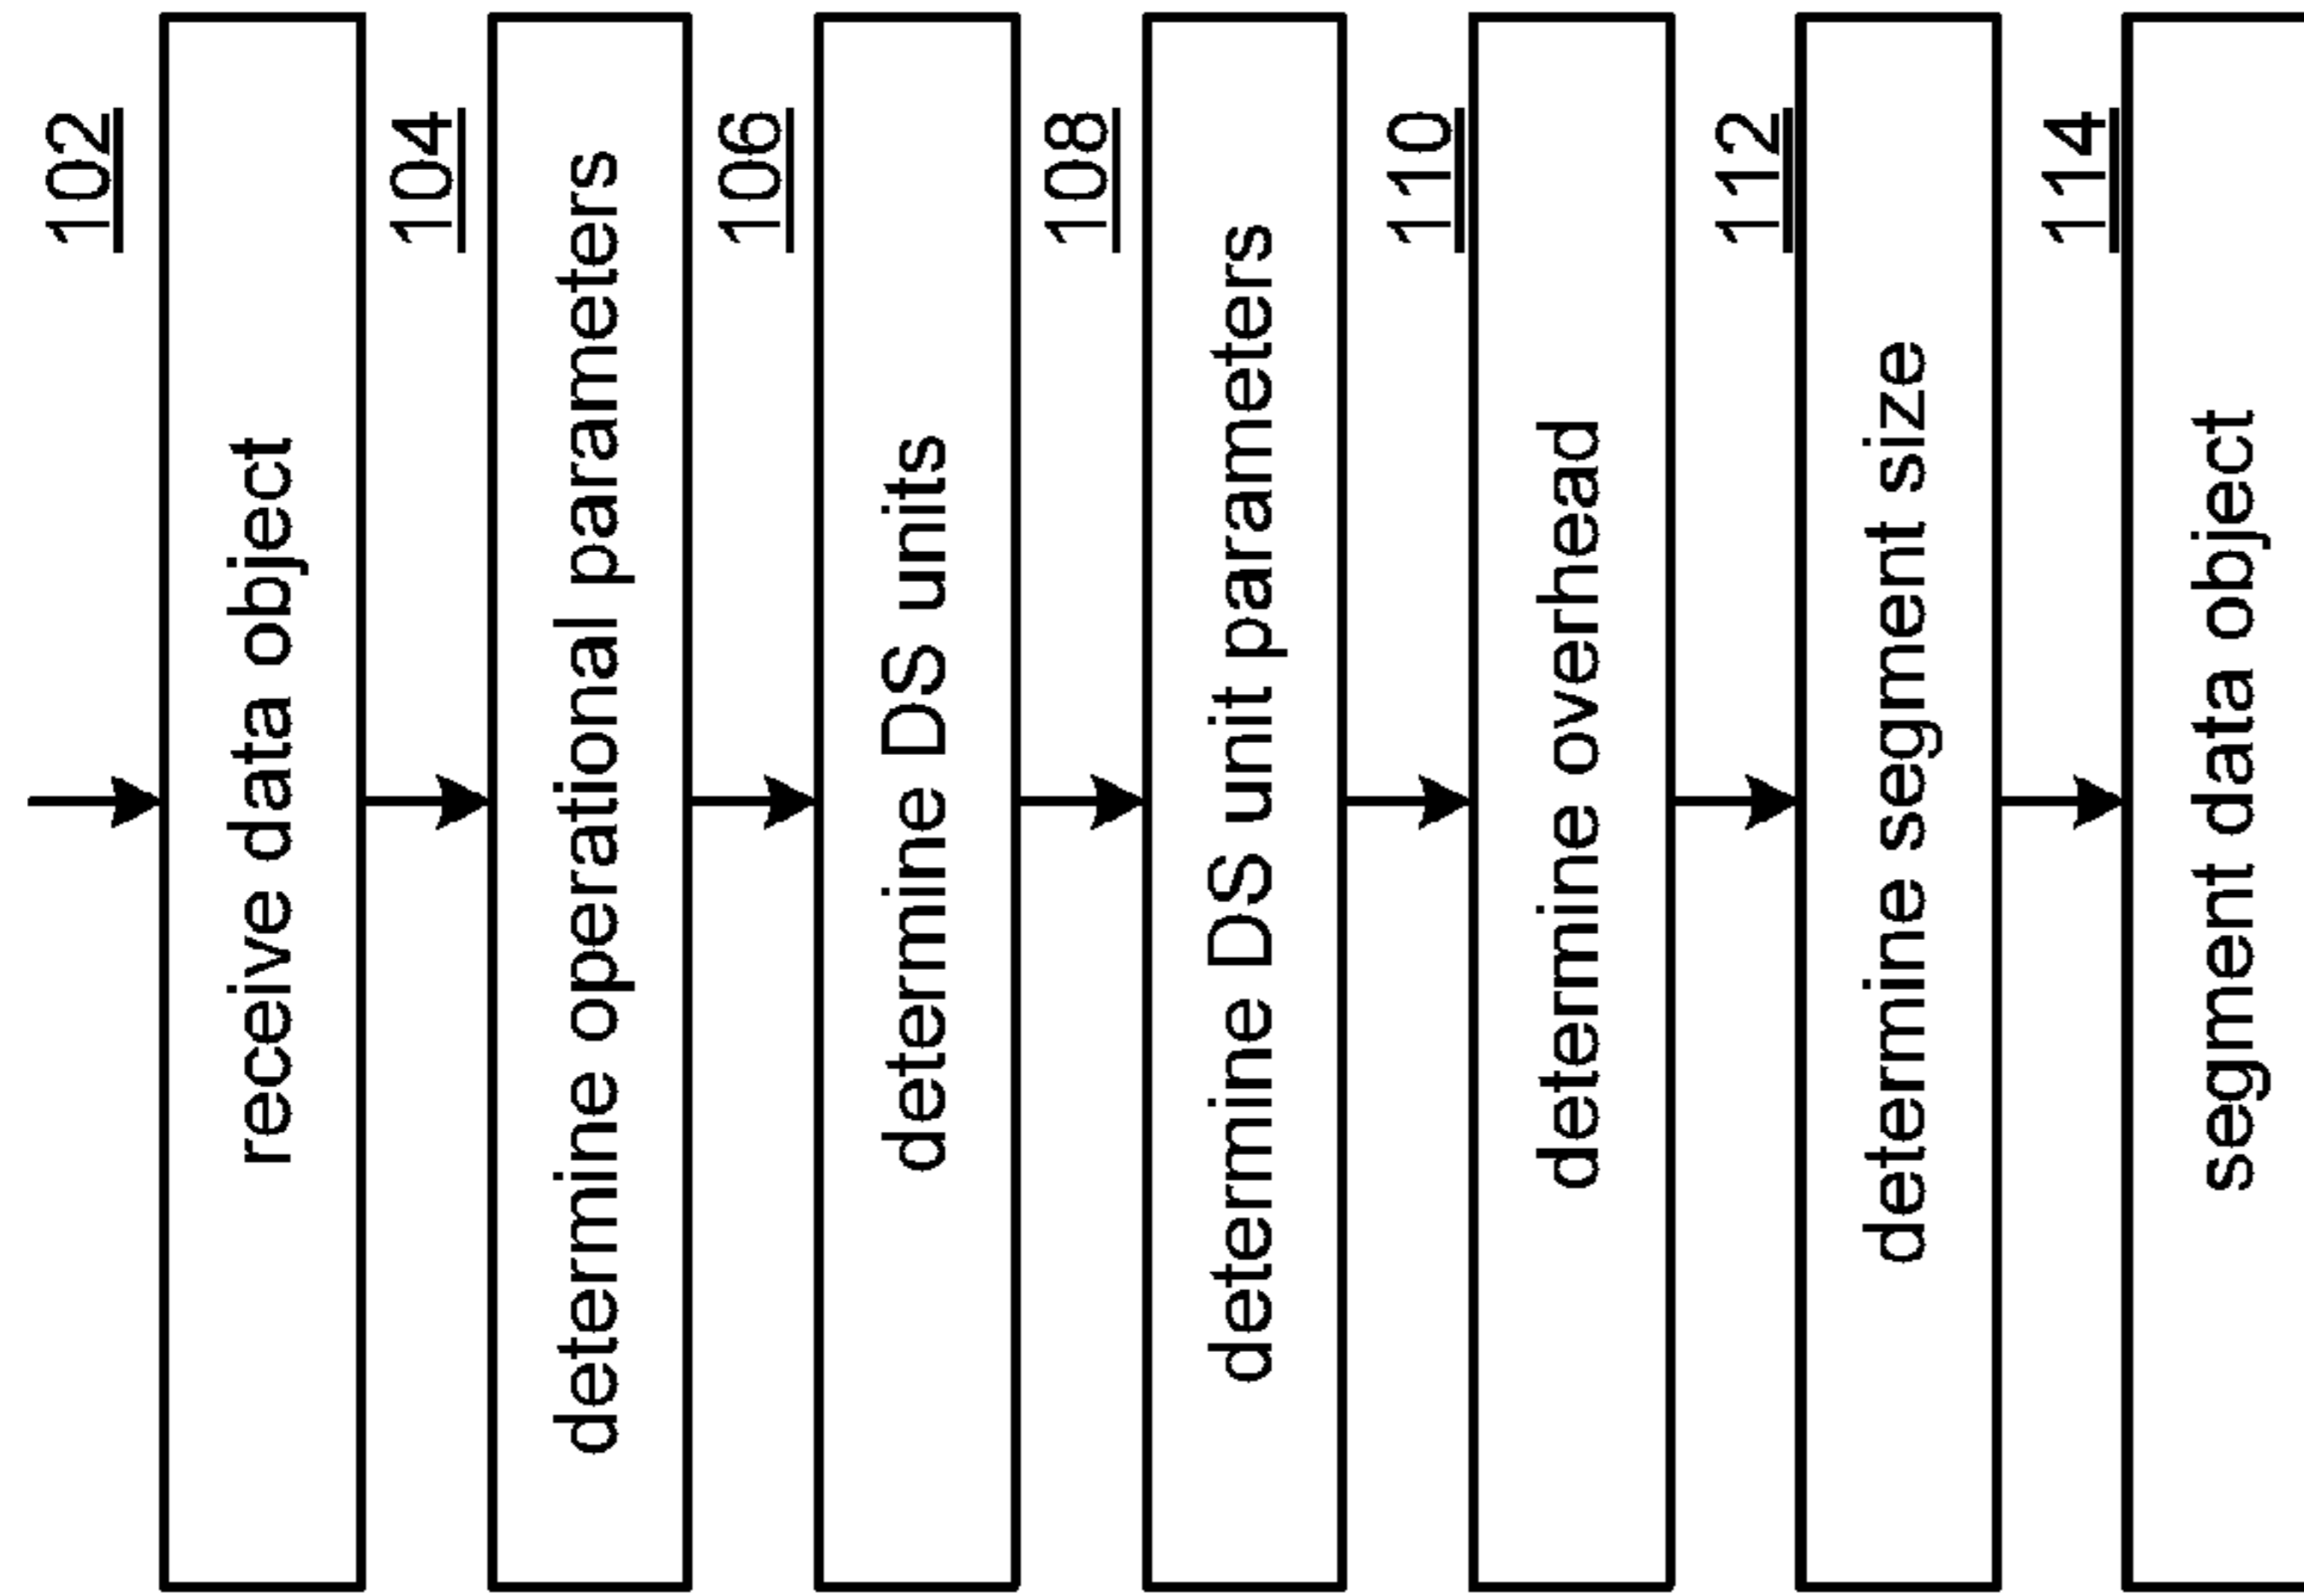 102
receive data object
104
determine operational parameters
106
determine DS units
108
determine DS unit parameters
110
determine overhead
112
determine segment size
114
segment data object